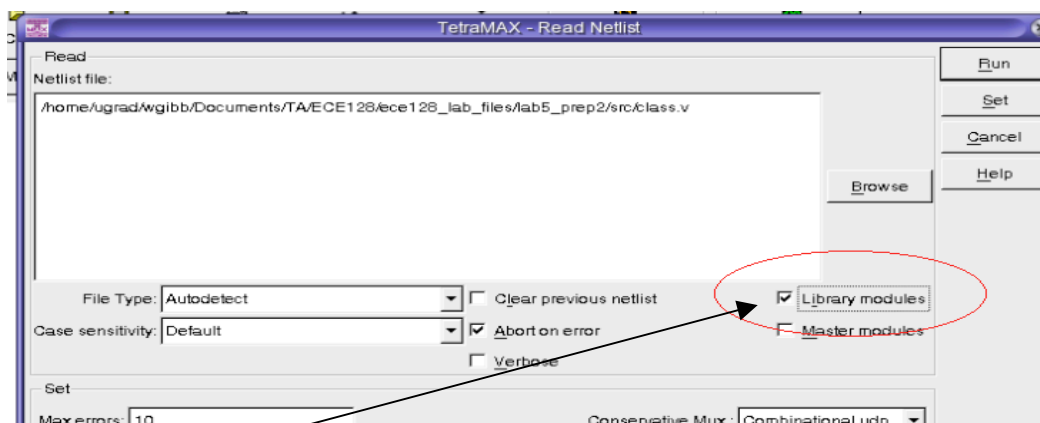 TetraMAX - Read Netlist
Read
Netlist file:
/home/ugrad/wgibb/Documents/TA/ECE128/ece128_lab_files/lab5_prep2/src/class.v
Run
Set
Cancel
Help
Browse
File Type: Autodetect
Clear previous netlist
Library modules
Case sensitivity: Default
Abort on error
Master modules
Verbose
Set
Max errors: 10
Conservative Mux: Combinational udp